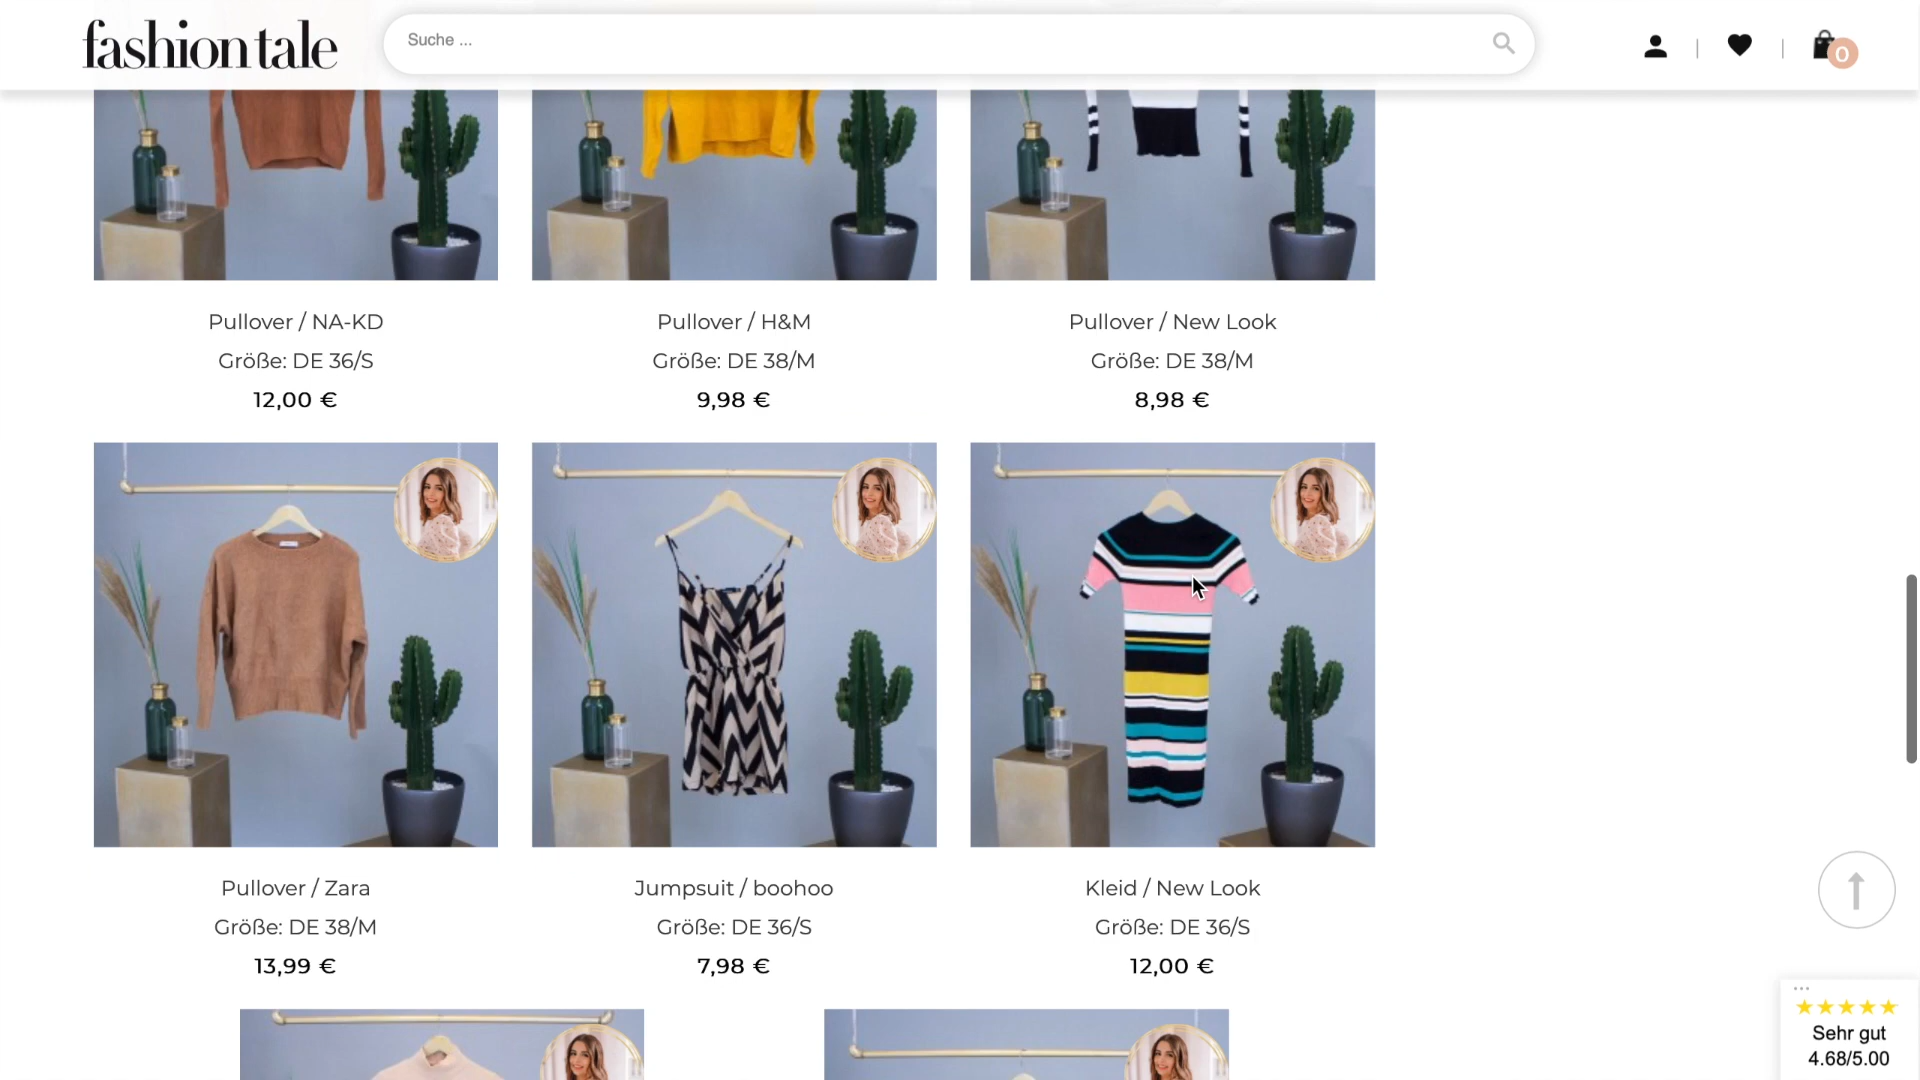 fashiontale
Suche ...
0
Pullover / NA-KD
Größe: DE 36/S
12,00 €
Pullover / H&M
Größe: DE 38/M
9,98 €
Pullover / New Look
Größe: DE 38/M
8,98 €
Pullover / Zara
Größe: DE 38/M
13,99 €
Jumpsuit / boohoo
Größe: DE 36/S
7,98 €
Kleid / New Look
Größe: DE 36/S
12,00 €
Sehr gut
4.68/5.00